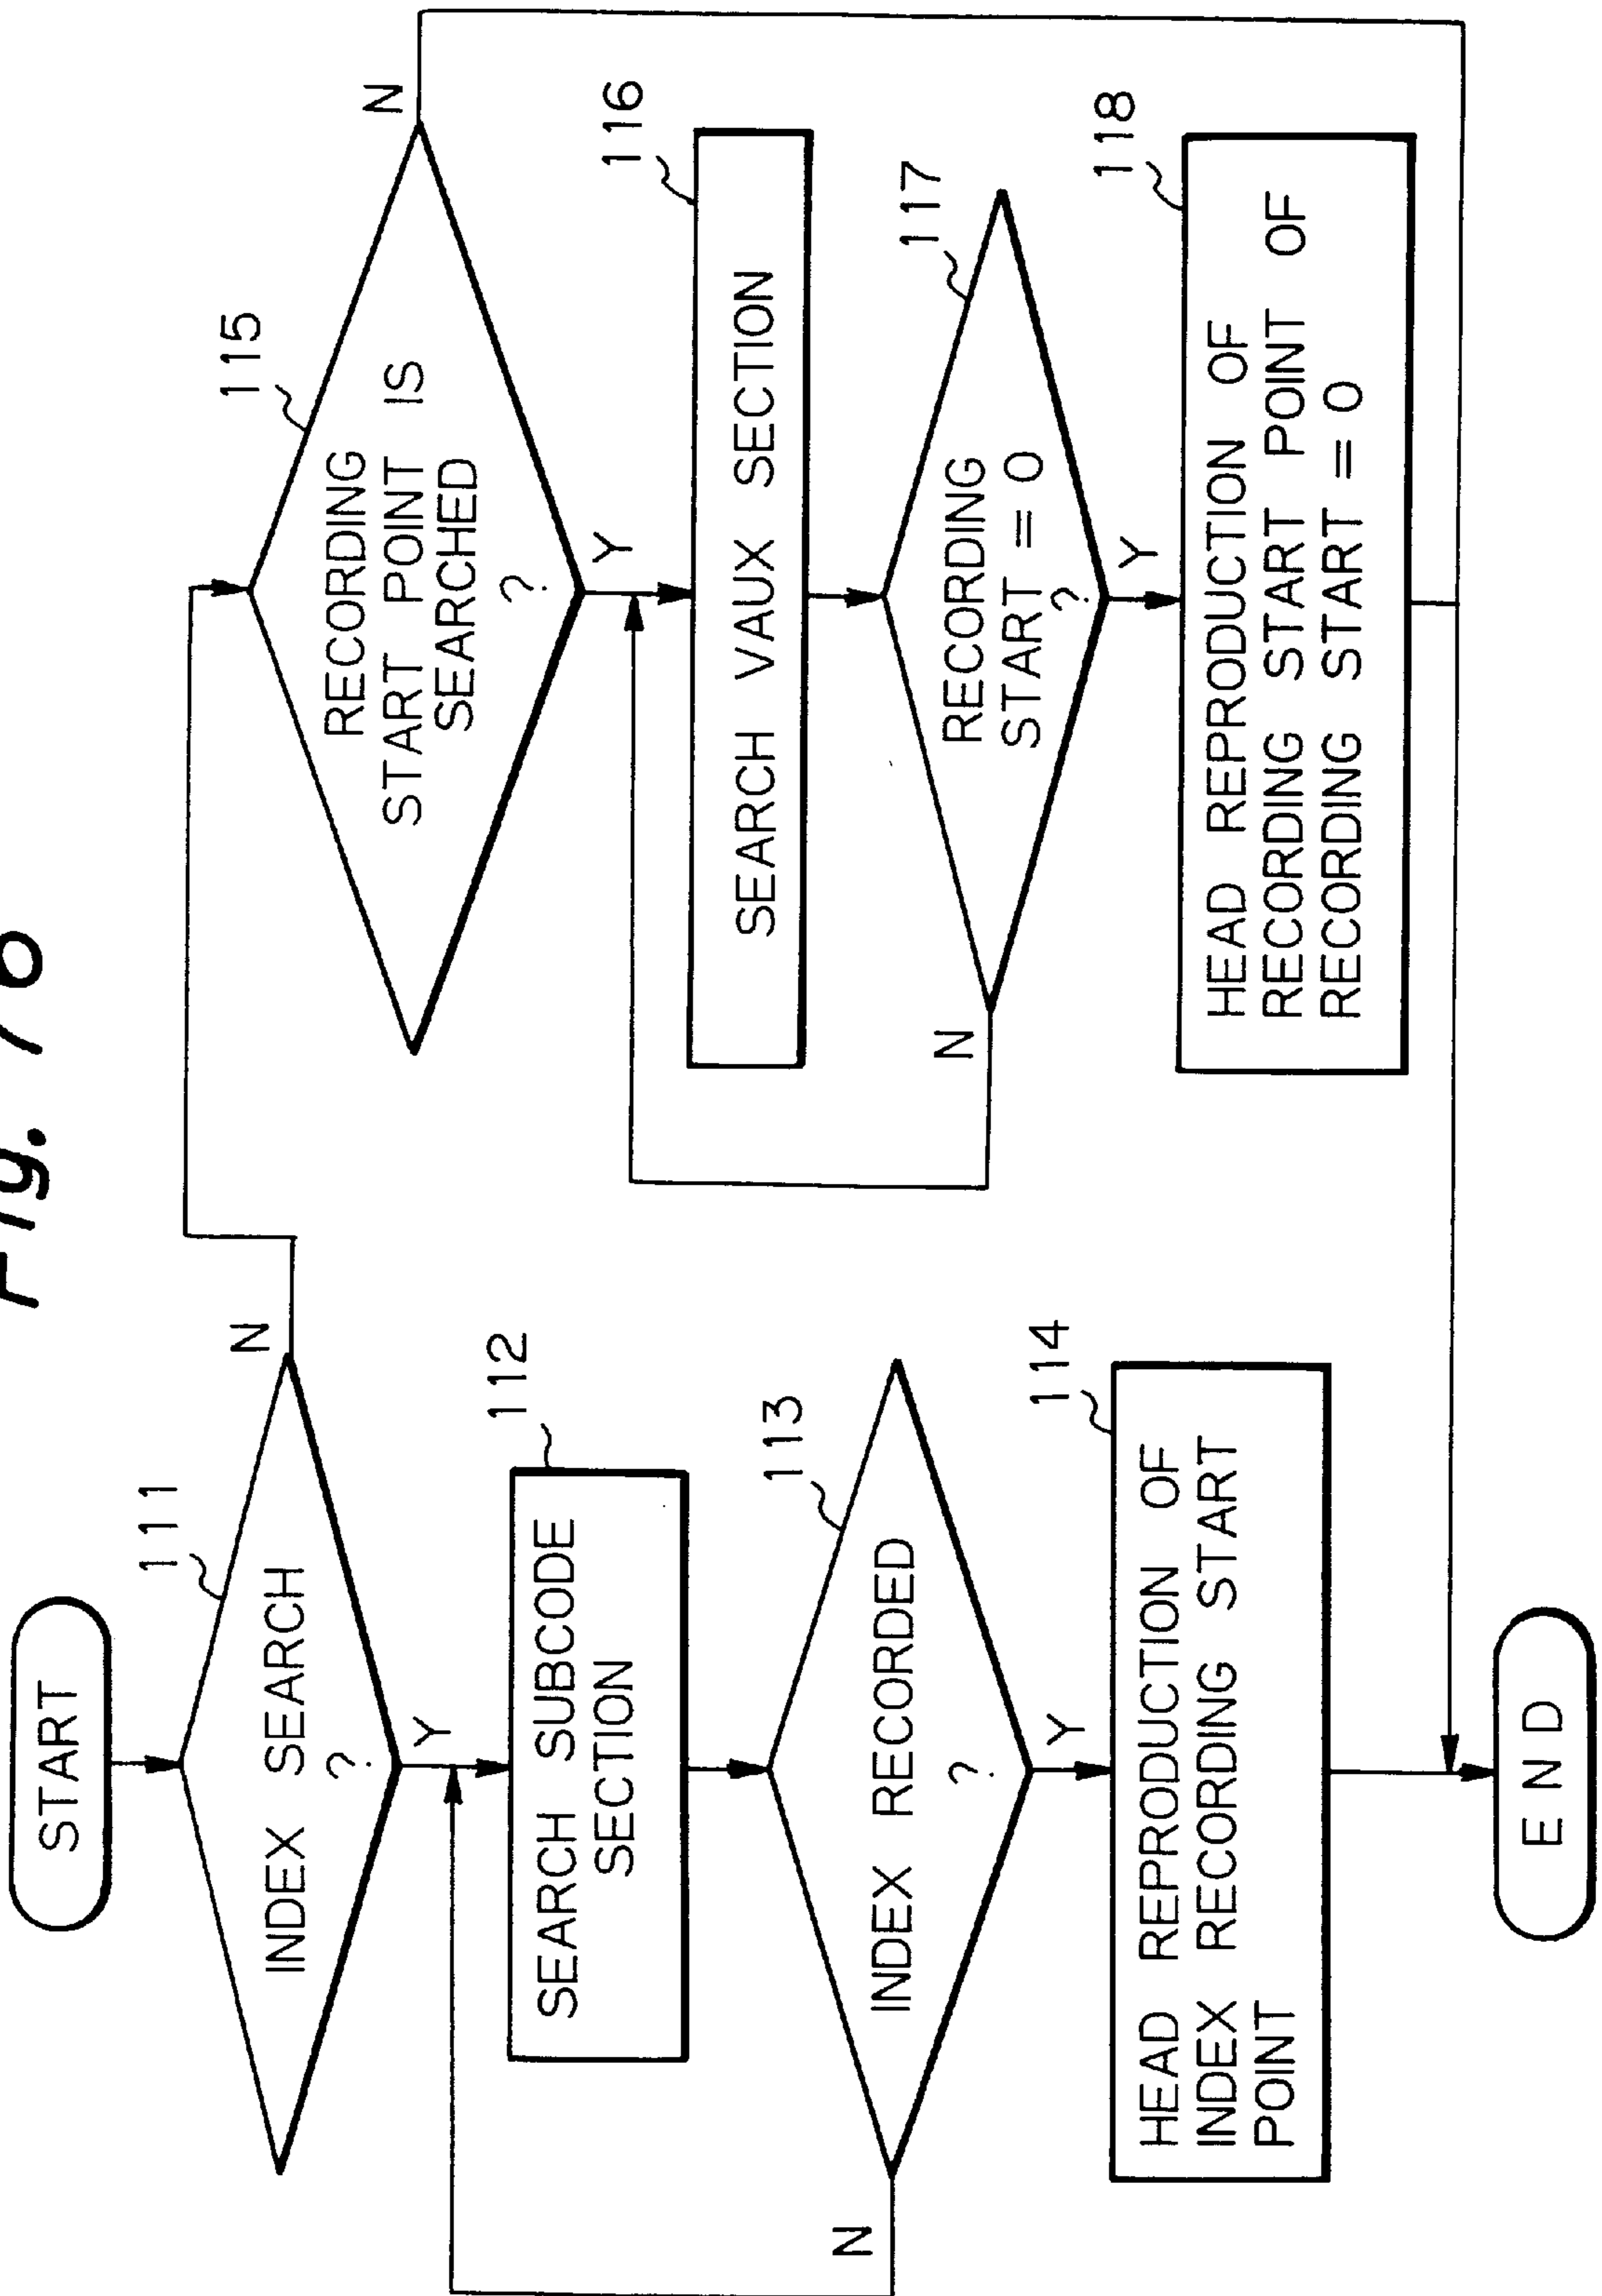 Fig.
START
111
INDEX SEARCH
?
N
Y
112
SEARCH SUBCODE
SECTION
113
INDEX RECORDED
?
N
Y
114
HEAD REPRODUCTION OF
INDEX RECORDING START
POINT
END
115
RECORDING
START POINT IS
SEARCHED
?
N
Y
116
SEARCH VAUX SECTION
117
RECORDING
START = 0
?
N
Y
118
HEAD REPRODUCTION OF
RECORDING START POINT OF
RECORDING START = 0